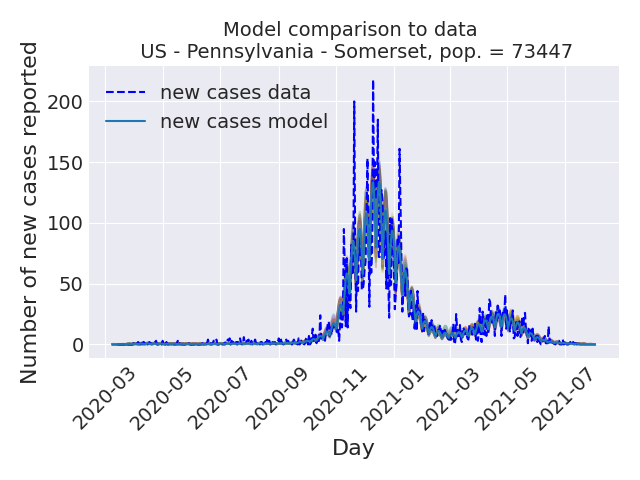 Model comparison to data
US - Pennsylvania - Somerset, pop. = 73447
Number of new cases reported
200
150
100
50
0
new cases data
new cases model
2020-03
2020-05
2020-07
2020-09
2020-11
2021-01
2021-03
2021-05
2021-07
Day